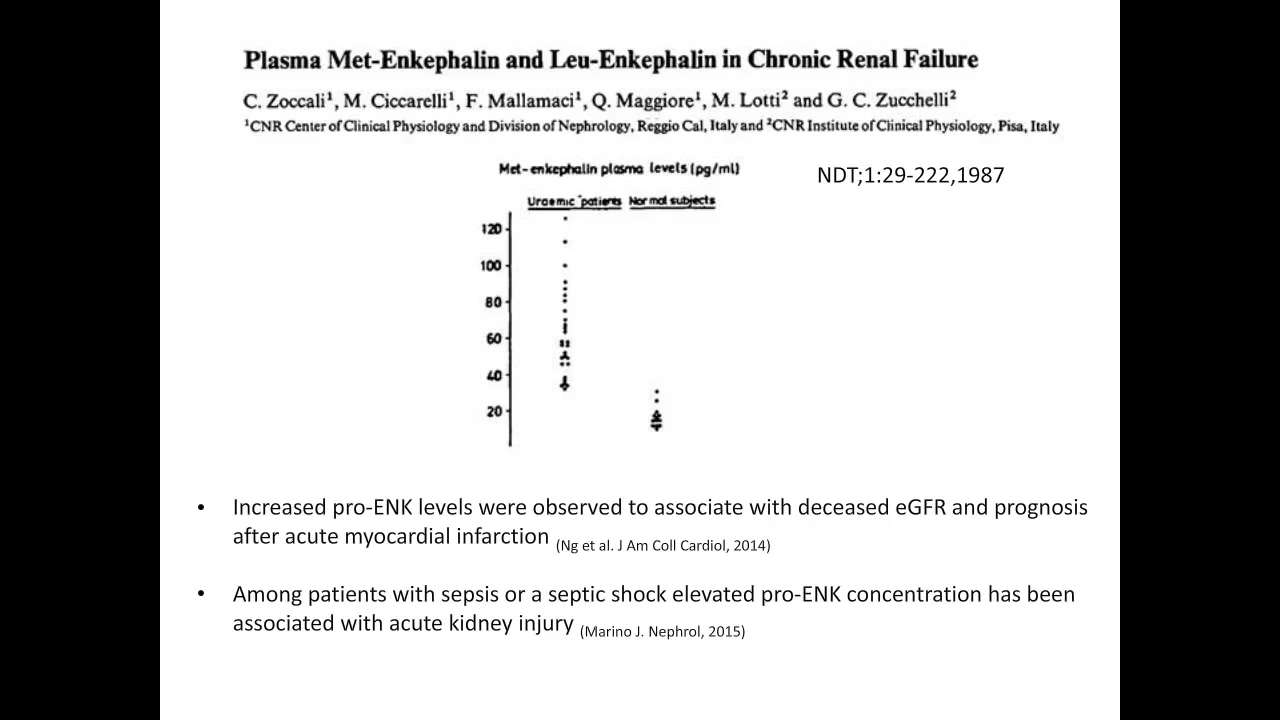 Plasma Met-Enkephalin and Leu-Enkephalin in Chronic Renal Failure
C. Zoccali¹, M. Ciccarelli¹, F. Mallamaci¹, Q. Maggiore¹, M. Lotti² and G. C. Zucchelli²
¹CNR Center of Clinical Physiology and Division of Nephrology, Reggio Cal, Italy and ²CNR Institute of Clinical Physiology, Pisa, Italy
Met-enkephalin plasma levels (pg/ml)
NDT;1:29-222,1987
Uraemic patients Normal subjects
120
100
80
60
40
20
• Increased pro-ENK levels were observed to associate with deceased eGFR and prognosis
after acute myocardial infarction (Ng et al. J Am Coll Cardiol, 2014)
• Among patients with sepsis or a septic shock elevated pro-ENK concentration has been
associated with acute kidney injury (Marino J. Nephrol, 2015)